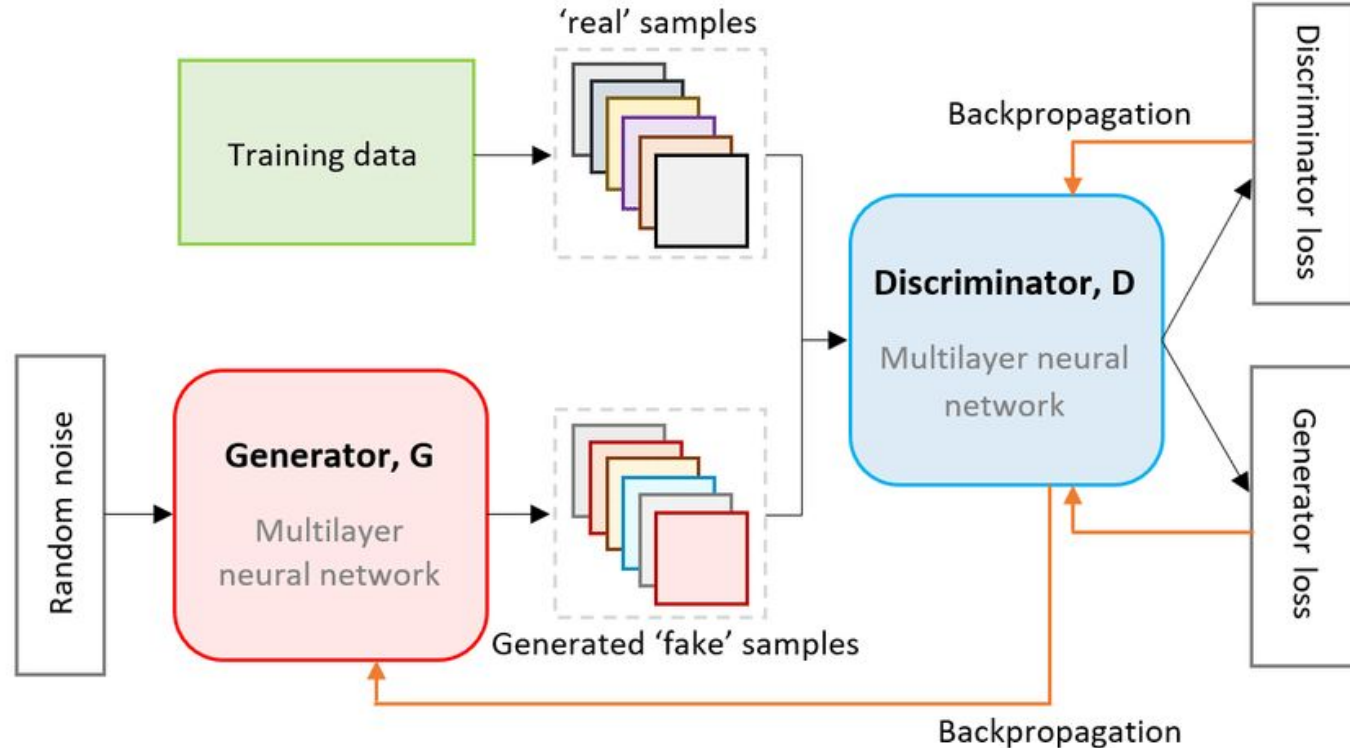 'real' samples
Training data
Backpropagation
Discriminator loss
Discriminator, D
Multilayer neural
network
Random noise
Generator, G
Multilayer
neural network
Generated 'fake' samples
Generator loss
Backpropagation